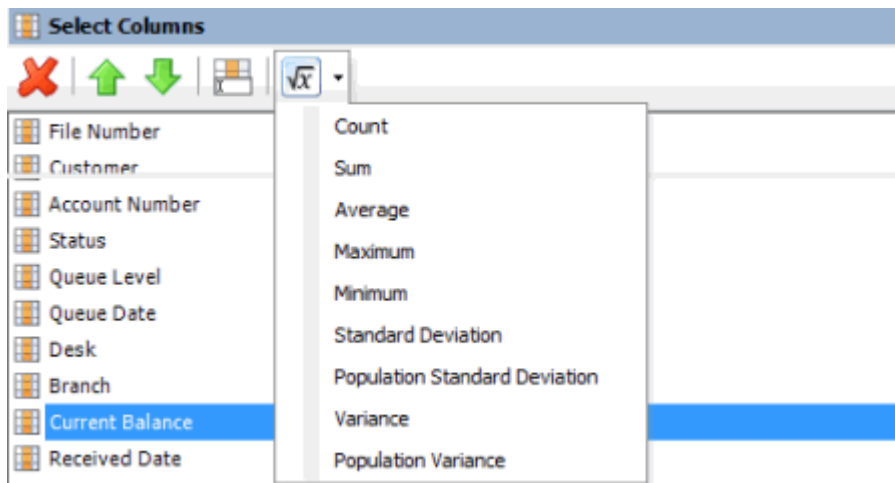 Select Columns
√x
File Number
Customer
Account Number
Status
Queue Level
Queue Date
Desk
Branch
Current Balance
Received Date
Count
Sum
Average
Maximum
Minimum
Standard Deviation
Population Standard Deviation
Variance
Population Variance